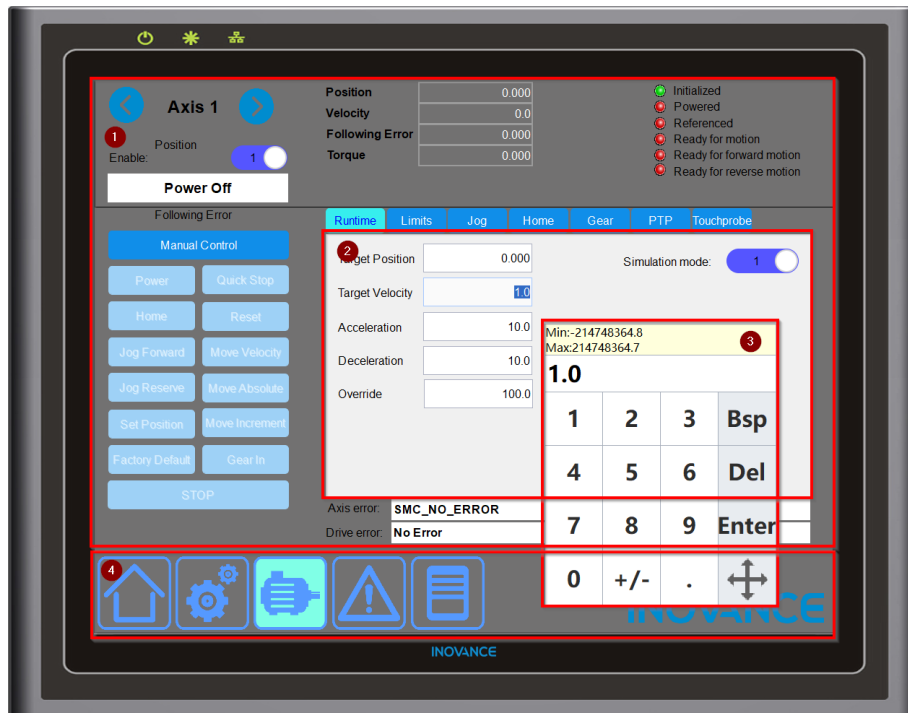 Axis 1
1
Position
Enable:
1
Power Off
Position 0.000
Velocity 0.0
Following Error 0.000
Torque 0.000
Initialized
Powered
Referenced
Ready for motion
Ready for forward motion
Ready for reverse motion
Following Error
Manual Control
Power Quick Stop
Home Reset
Jog Forward Move Velocity
Jog Reserve Move Absolute
Set Position Move Increment
Factory Default Gear In
STOP
Runtime Limits Jog Home Gear PTP Touchprobe
2
Target Position 0.000
Simulation mode: 1
Target Velocity 1.0
Acceleration 10.0
Deceleration 10.0
Override 100.0
Min:-214748364.8
Max:214748364.7
3
1.0
1 2 3 Bsp
4 5 6 Del
7 8 9 Enter
0 +/- .
Axis error: SMC_NO_ERROR
Drive error: No Error
4
INOVANCE
INOVANCE